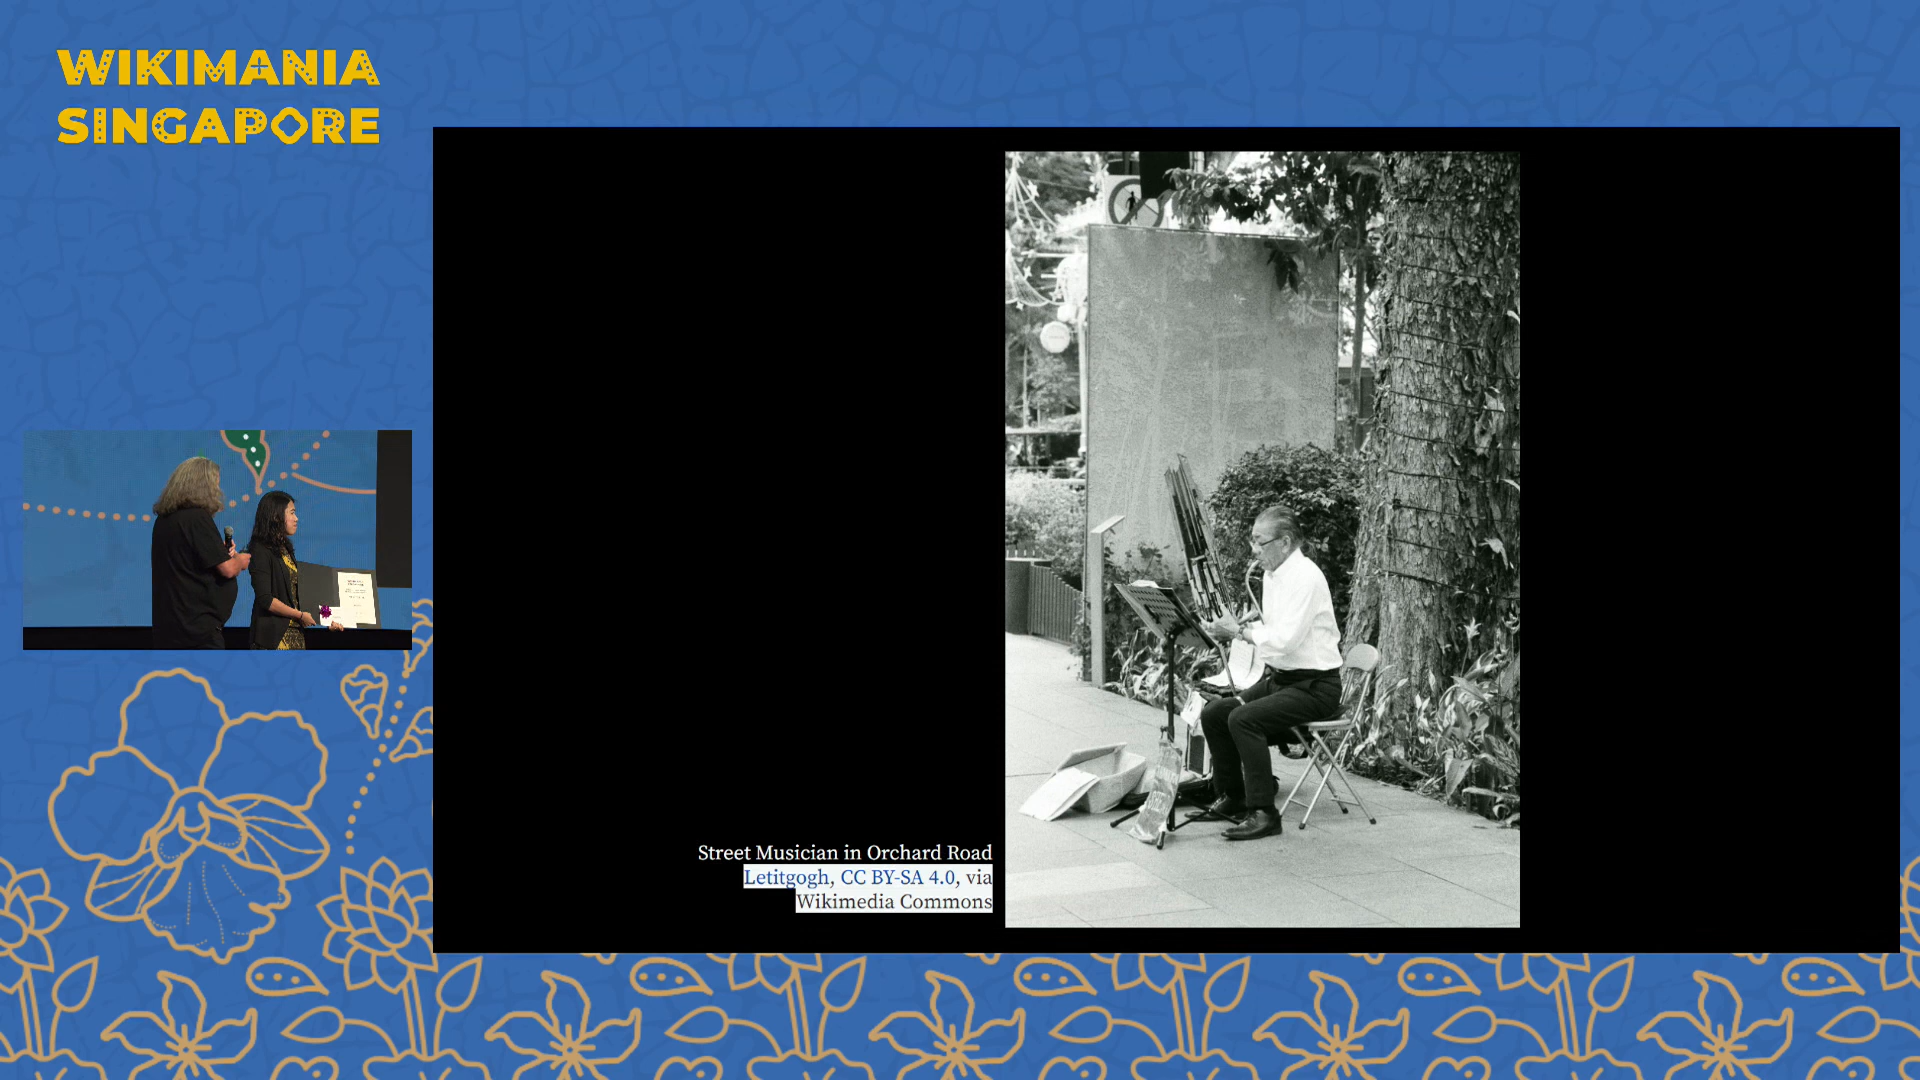 WIKIMANIA
SINGAPORE
Street Musician in Orchard Road
Letitgogh, CC BY-SA 4.0, via
Wikimedia Commons